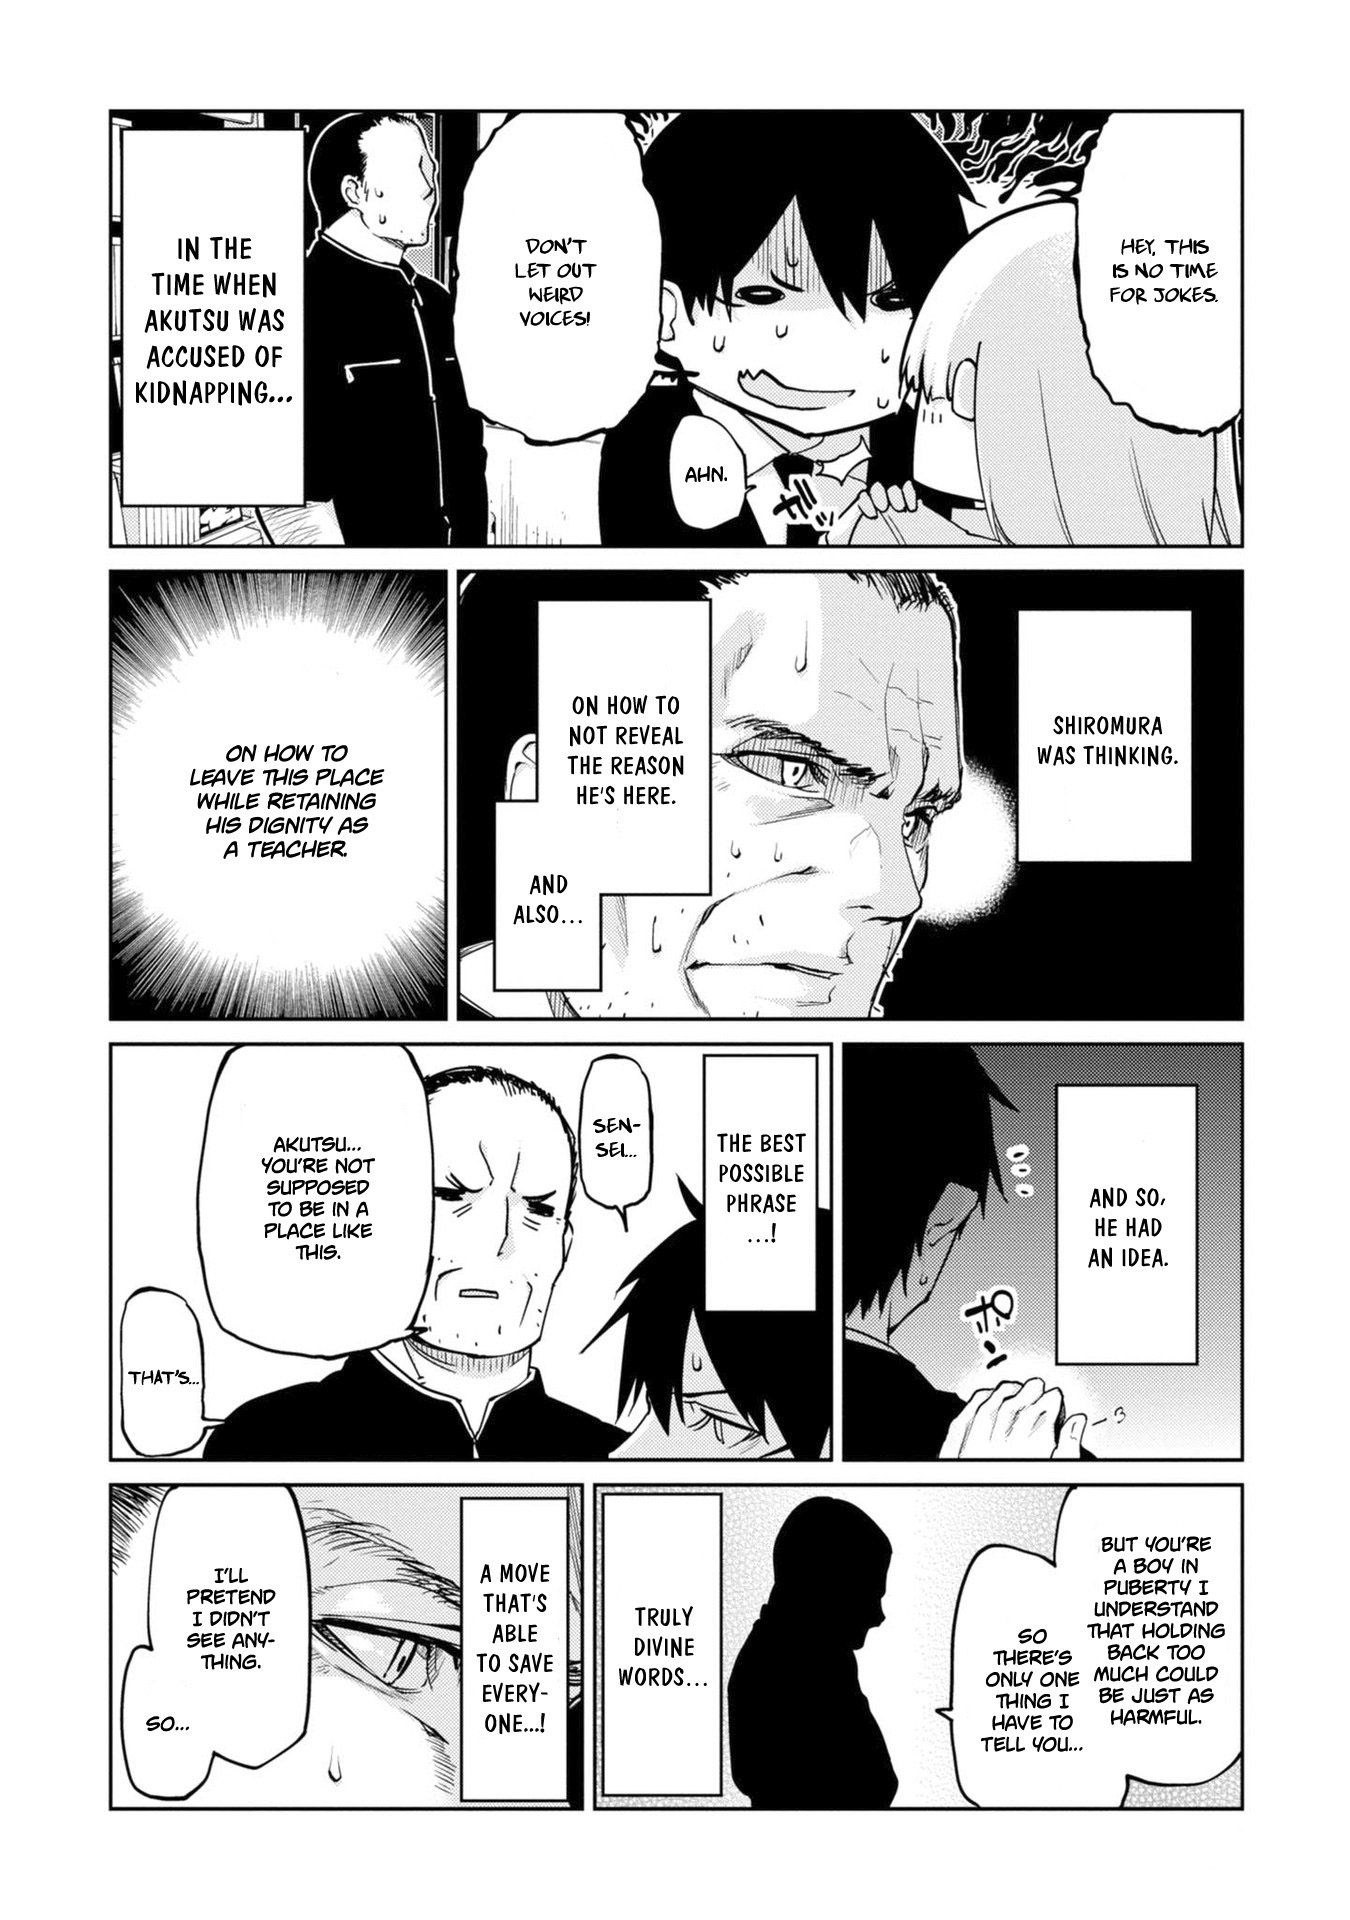 HEY, THIS
IS NO TIME
FOR JOKES.
DON'T
LET OUT
WEIRD
VOICES!
AHN.
IN THE
TIME WHEN
AKUTSU WAS
ACCUSED OF
KIDNAPPING...
SHIROMURA
WAS THINKING.
ON HOW TO
NOT REVEAL
THE REASON
HE'S HERE.
AND
ALSO...
ON HOW TO
LEAVE THIS PLACE
WHILE RETAINING
HIS DIGNITY AS
A TEACHER.
AND SO,
HE HAD
AN IDEA.
ポン
THE BEST
POSSIBLE
PHRASE
...!
SEN-
SEI...
AKUTSU...
YOU'RE NOT
SUPPOSED
TO BE IN A
PLACE LIKE
THIS.
THAT'S...
BUT YOU'RE
A BOY IN
PUBERTY I
UNDERSTAND
THAT HOLDING
BACK TOO
MUCH COULD
BE JUST AS
HARMFUL.
SO
THERE'S
ONLY ONE
THING I
HAVE TO
TELL YOU...
TRULY
DIVINE
WORDS...
A MOVE
THAT'S
ABLE
TO SAVE
EVERY-
ONE...!
I'LL
PRETEND
I DIDN'T
SEE ANY-
THING.
SO...